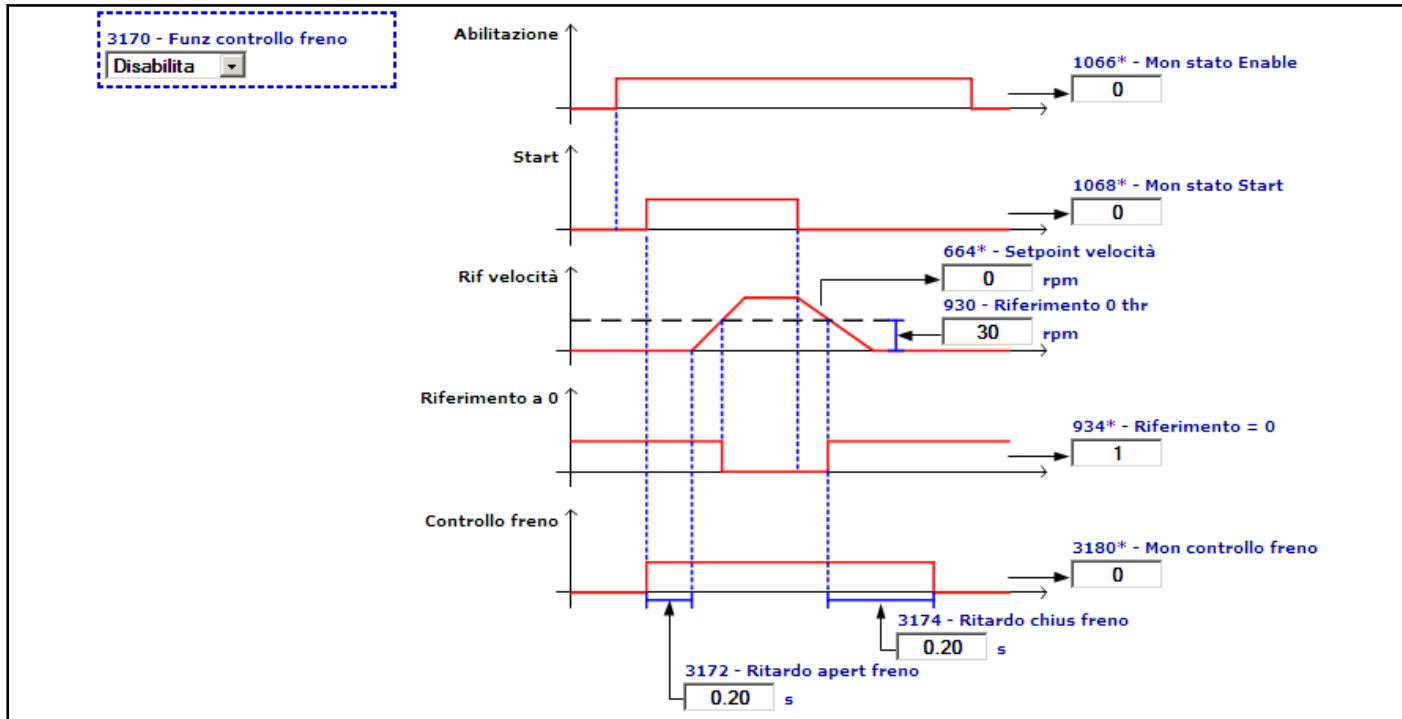 3170 - Funz controllo freno
Disabilita
Abilitazione
1066* - Mon stato Enable
0
Start
1068* - Mon stato Start
0
Rif velocità
664* - Setpoint velocità
0 rpm
930 - Riferimento 0 thr
30 rpm
Riferimento a 0
934* - Riferimento = 0
1
Controllo freno
3180* - Mon controllo freno
0
3174 - Ritardo chius freno
0.20 s
3172 - Ritardo apert freno
0.20 s